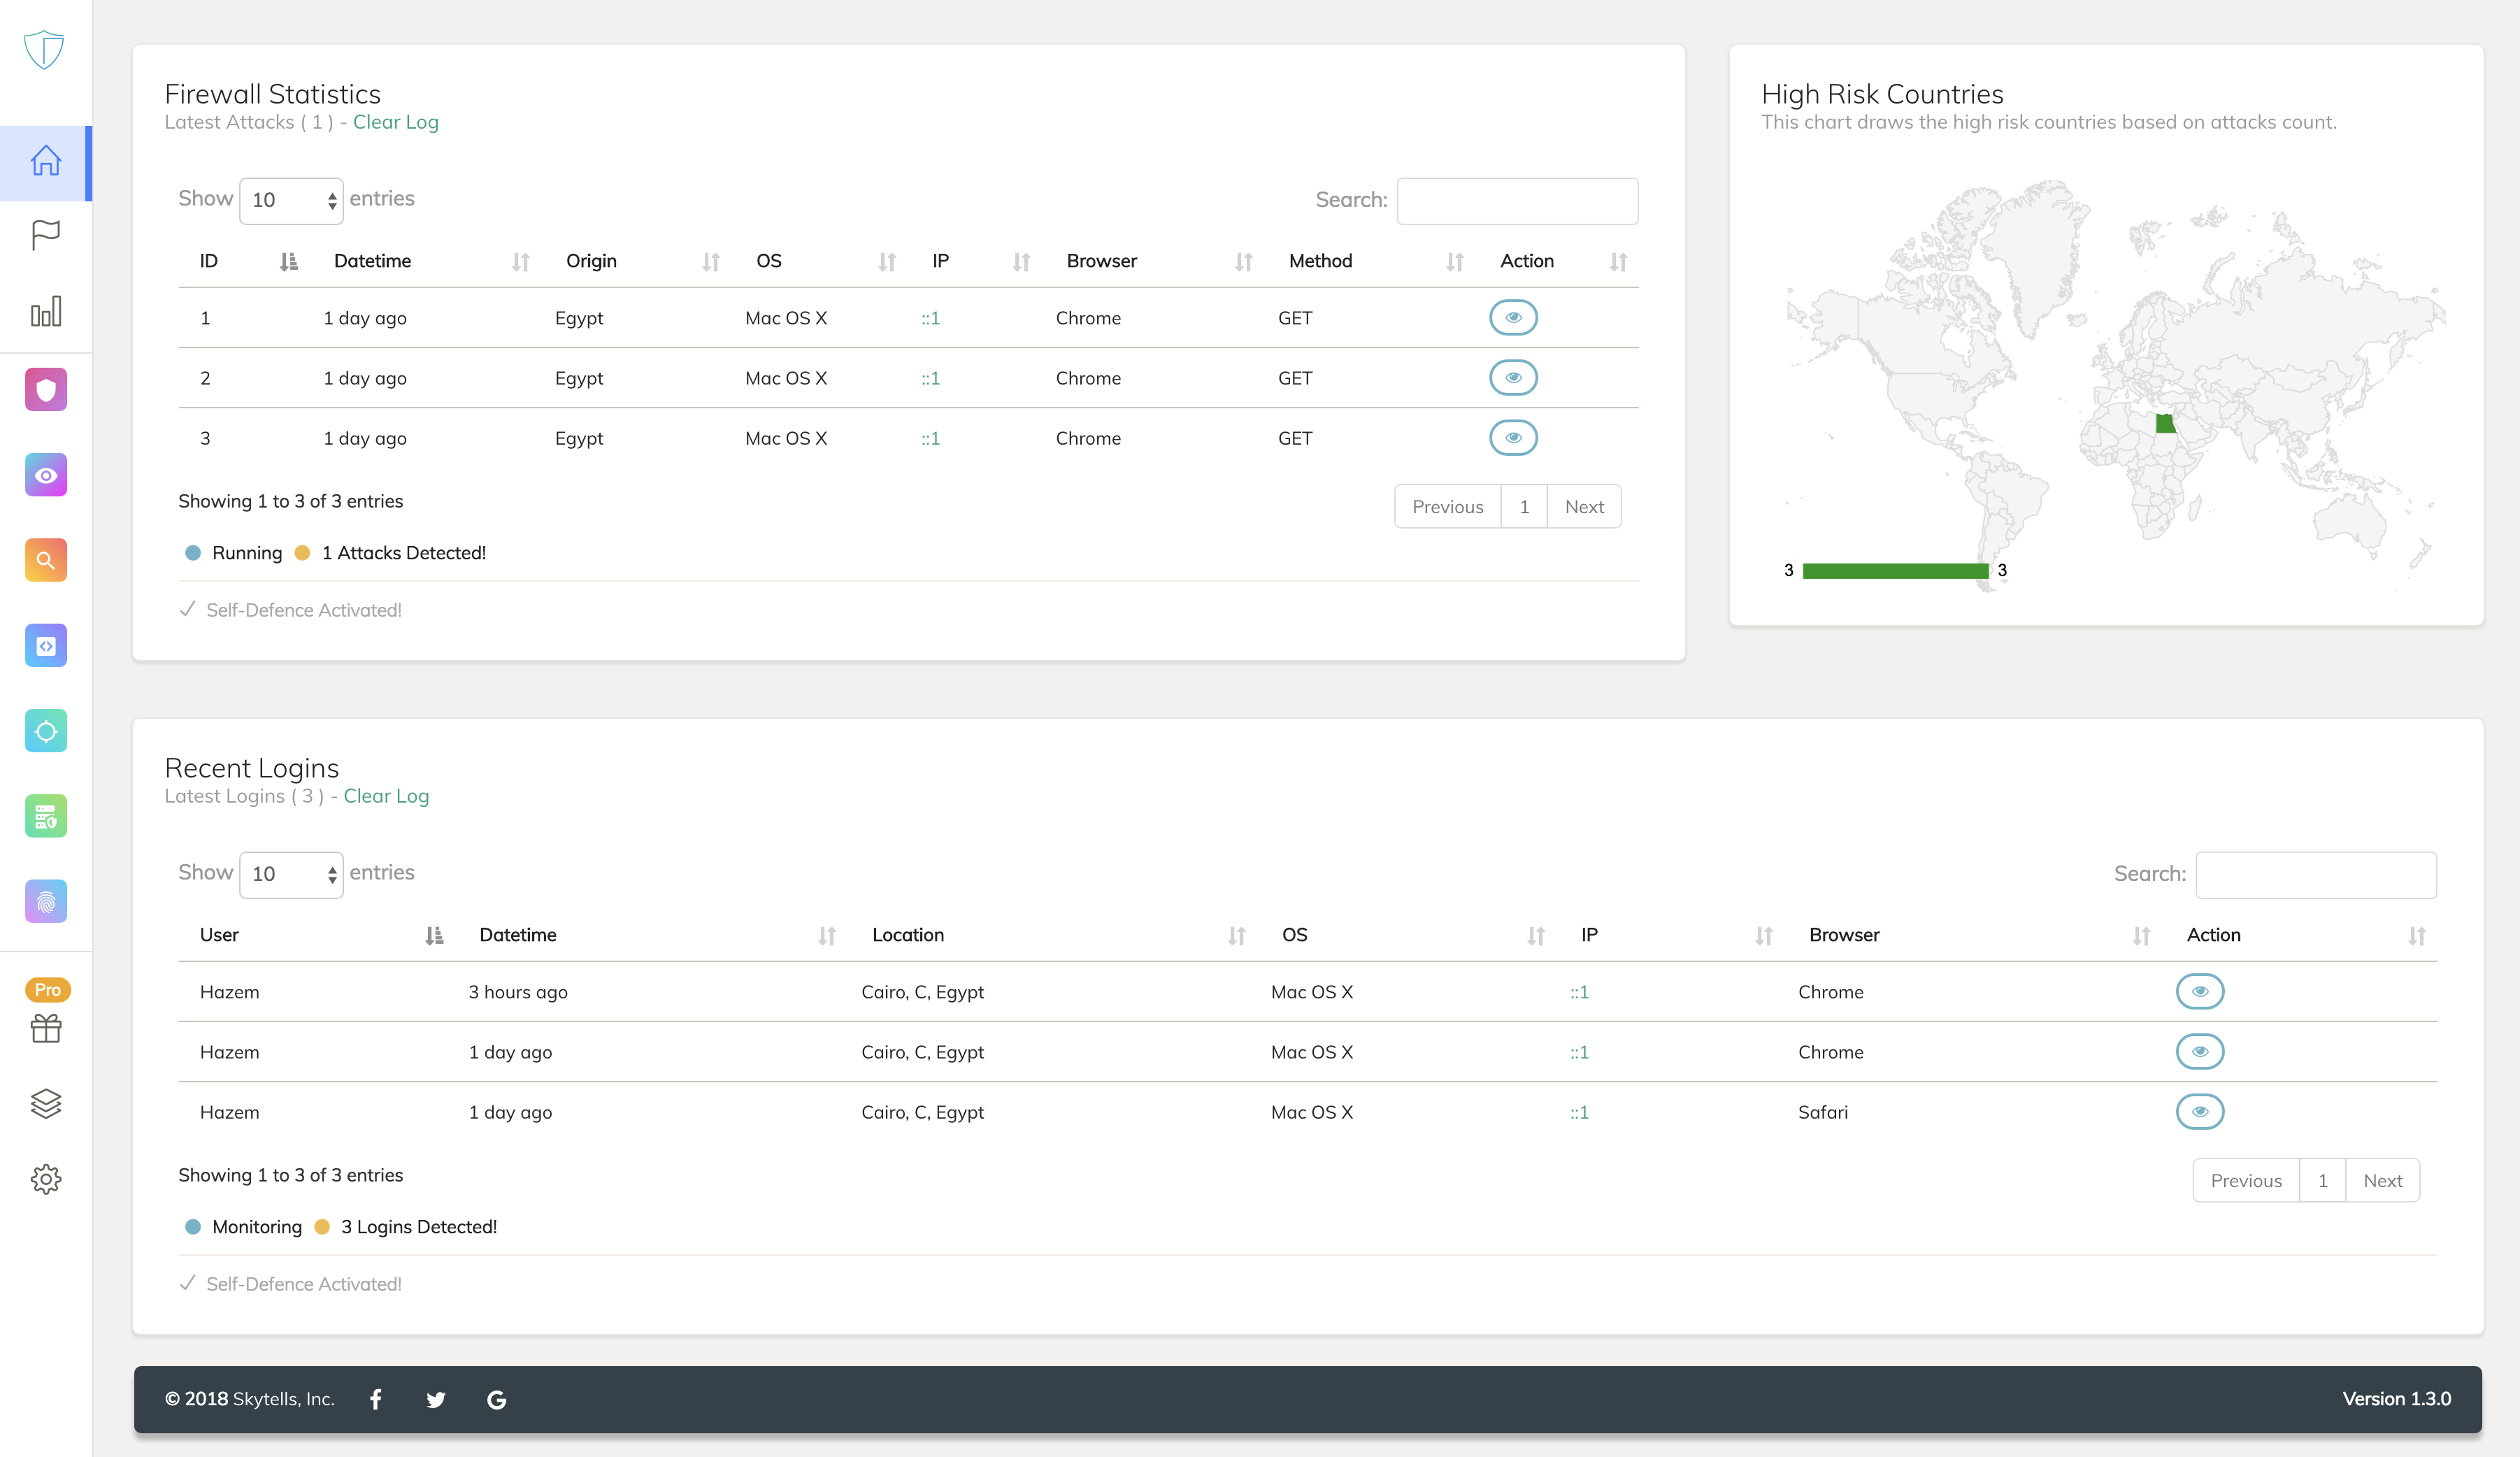 Firewall Statistics
Latest Attacks ( 1 ) - Clear Log
Show 10 entries
Search:
ID Datetime Origin OS IP Browser Method Action
1 1 day ago Egypt Mac OS X ::1 Chrome GET
2 1 day ago Egypt Mac OS X ::1 Chrome GET
3 1 day ago Egypt Mac OS X ::1 Chrome GET
Showing 1 to 3 of 3 entries
Previous 1 Next
Running 1 Attacks Detected!
Self-Defence Activated!
High Risk Countries
This chart draws the high risk countries based on attacks count.
3 3
Recent Logins
Latest Logins ( 3 ) - Clear Log
Show 10 entries
Search:
User Datetime Location OS IP Browser Action
Hazem 3 hours ago Cairo, C, Egypt Mac OS X ::1 Chrome
Hazem 1 day ago Cairo, C, Egypt Mac OS X ::1 Chrome
Hazem 1 day ago Cairo, C, Egypt Mac OS X ::1 Safari
Showing 1 to 3 of 3 entries
Previous 1 Next
Monitoring 3 Logins Detected!
Self-Defence Activated!
Pro
© 2018 Skytells, Inc.
Version 1.3.0